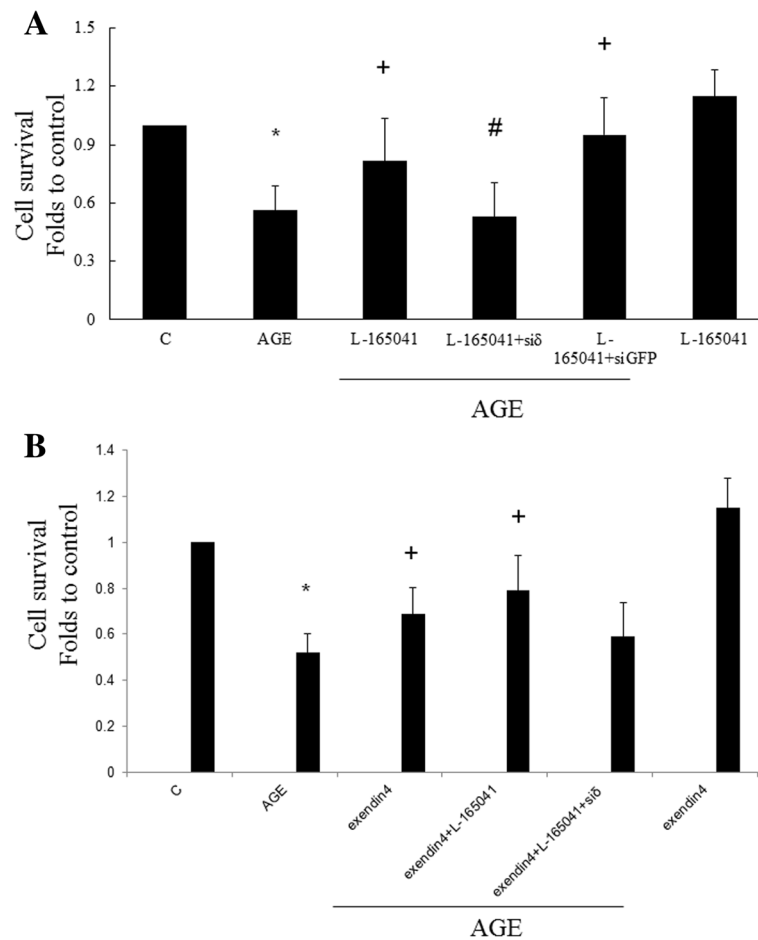 A
Cell survival
Folds to control
1.5
1.2
0.9
0.6
0.3
0
*
+
#
+
C
AGE
L-165041
L-165041+siδ
L-
165041+siGFP
L-165041
AGE
B
Cell survival
Folds to control
1.4
1.2
1
0.8
0.6
0.4
0.2
0
*
+
+
C
AGE
exendin4
exendin4+L-165041
exendin4+L-165041+siδ
exendin4
AGE